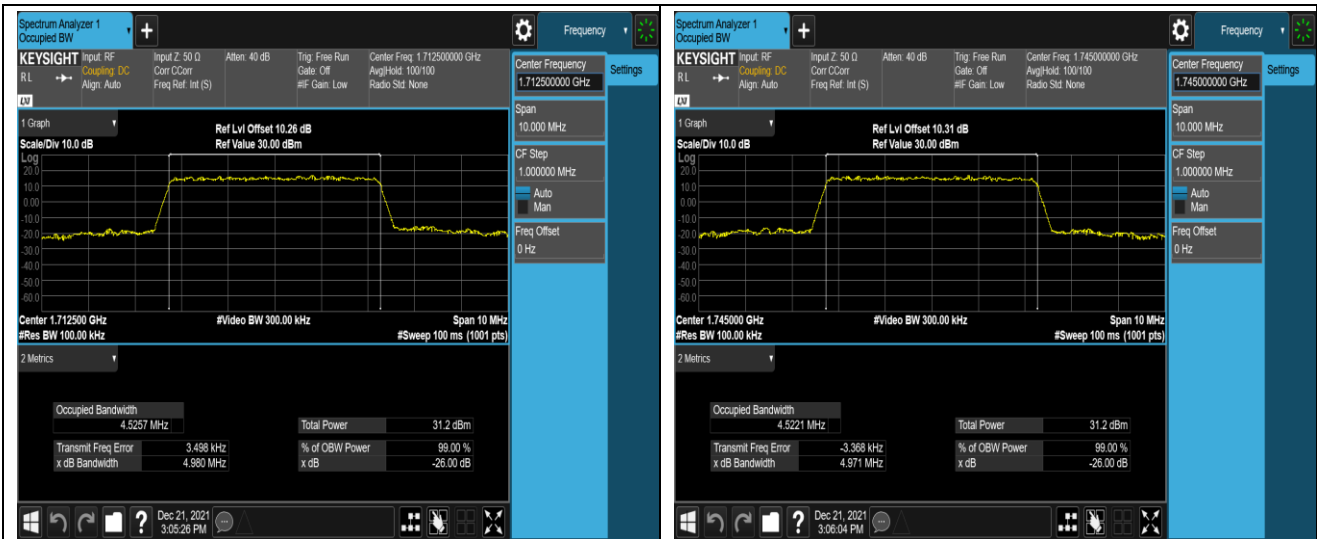 Spectrum Analyzer 1
Occupied BW
+
Frequency
KEYSIGHT Input: RF Input Z: 50 Ω Atten: 40 dB Trig: Free Run Center Freq: 1.712500000 GHz
RL Coupling: DC Corr CCorr Gate: Off Avg|Hold: 100/100
Align: Auto Freq Ref: Int (S) #IF Gain: Low Radio Std: None
LXI
Center Frequency
1.712500000 GHz
Settings
Span
10.000 MHz
CF Step
1.000000 MHz
Auto
Man
Freq Offset
0 Hz
1 Graph
Ref Lvl Offset 10.26 dB
Scale/Div 10.0 dB Ref Value 30.00 dBm
Log
20.0
10.0
0.00
-10.0
-20.0
-30.0
-40.0
-50.0
-60.0
Center 1.712500 GHz #Video BW 300.00 kHz Span 10 MHz
#Res BW 100.00 kHz #Sweep 100 ms (1001 pts)
2 Metrics
Occupied Bandwidth
4.5257 MHz Total Power 31.2 dBm
Transmit Freq Error 3.498 kHz % of OBW Power 99.00 %
x dB Bandwidth 4.980 MHz x dB -26.00 dB
?
Dec 21, 2021
3:05:26 PM
Spectrum Analyzer 1
Occupied BW
+
Frequency
KEYSIGHT Input: RF Input Z: 50 Ω Atten: 40 dB Trig: Free Run Center Freq: 1.745000000 GHz
RL Coupling: DC Corr CCorr Gate: Off Avg|Hold: 100/100
Align: Auto Freq Ref: Int (S) #IF Gain: Low Radio Std: None
LXI
Center Frequency
1.745000000 GHz
Settings
Span
10.000 MHz
CF Step
1.000000 MHz
Auto
Man
Freq Offset
0 Hz
1 Graph
Ref Lvl Offset 10.31 dB
Scale/Div 10.0 dB Ref Value 30.00 dBm
Log
20.0
10.0
0.00
-10.0
-20.0
-30.0
-40.0
-50.0
-60.0
Center 1.745000 GHz #Video BW 300.00 kHz Span 10 MHz
#Res BW 100.00 kHz #Sweep 100 ms (1001 pts)
2 Metrics
Occupied Bandwidth
4.5221 MHz Total Power 31.2 dBm
Transmit Freq Error -3.368 kHz % of OBW Power 99.00 %
x dB Bandwidth 4.971 MHz x dB -26.00 dB
?
Dec 21, 2021
3:06:04 PM